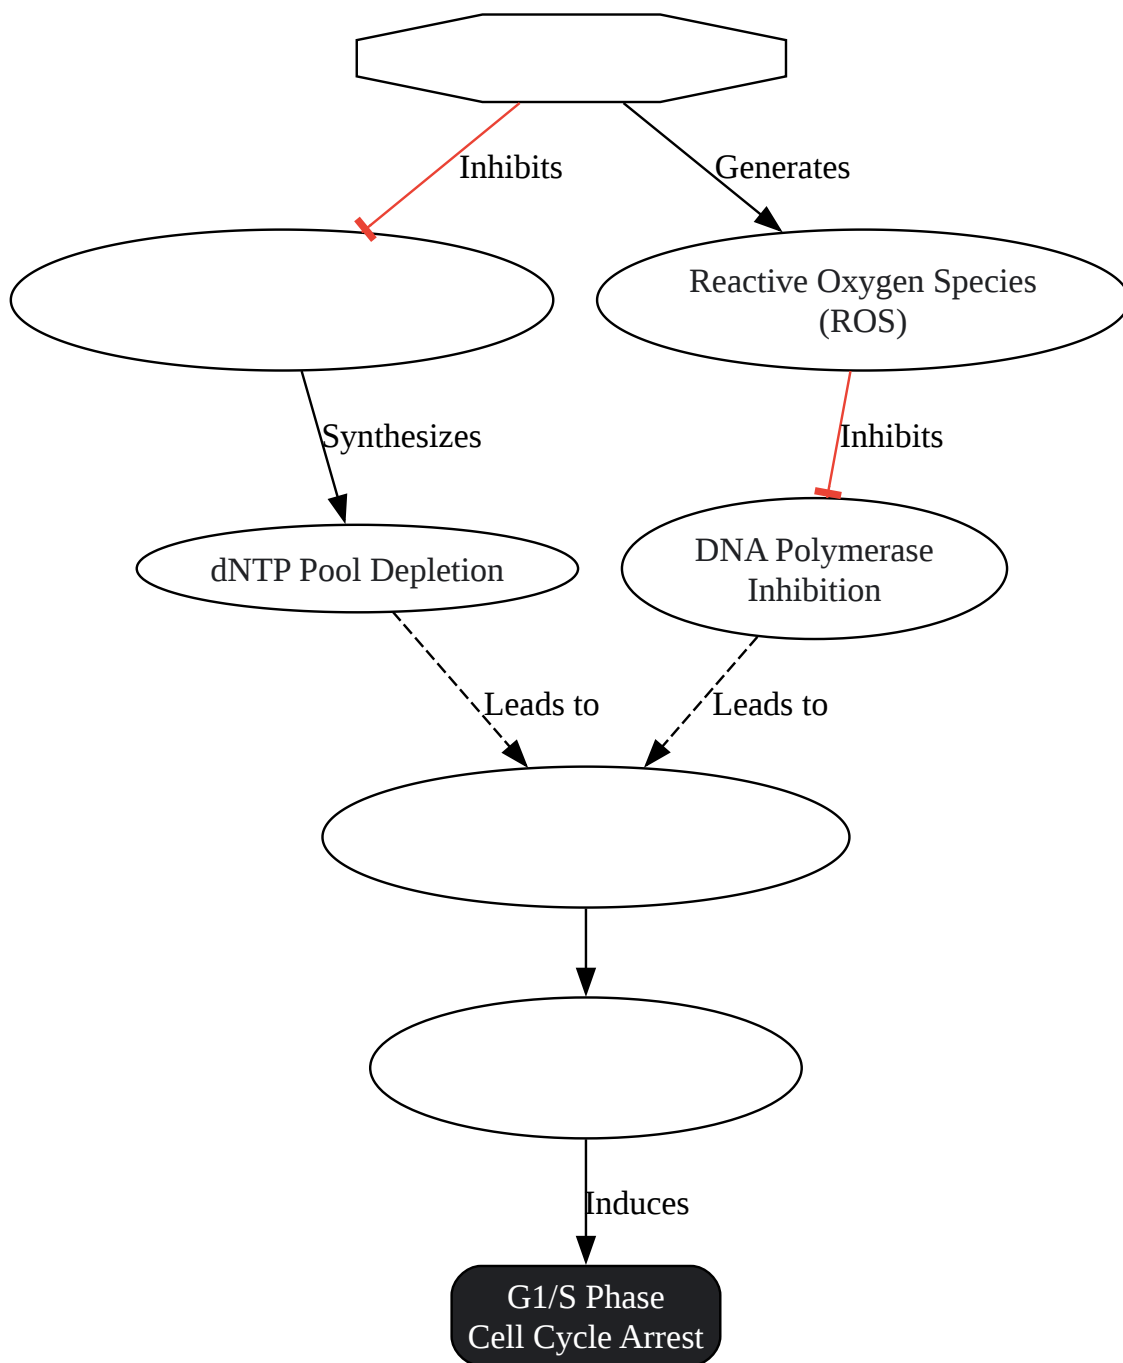 Inhibits
Generates
Reactive Oxygen Species
(ROS)
Synthesizes
Inhibits
dNTP Pool Depletion
DNA Polymerase
Inhibition
Leads to
Leads to
Induces
G1/S Phase
Cell Cycle Arrest